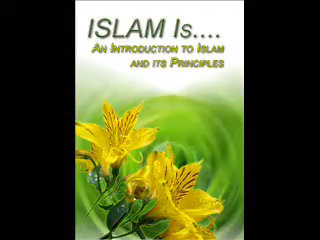 ISLAM Is....
An Introduction to Islam
and its Principles